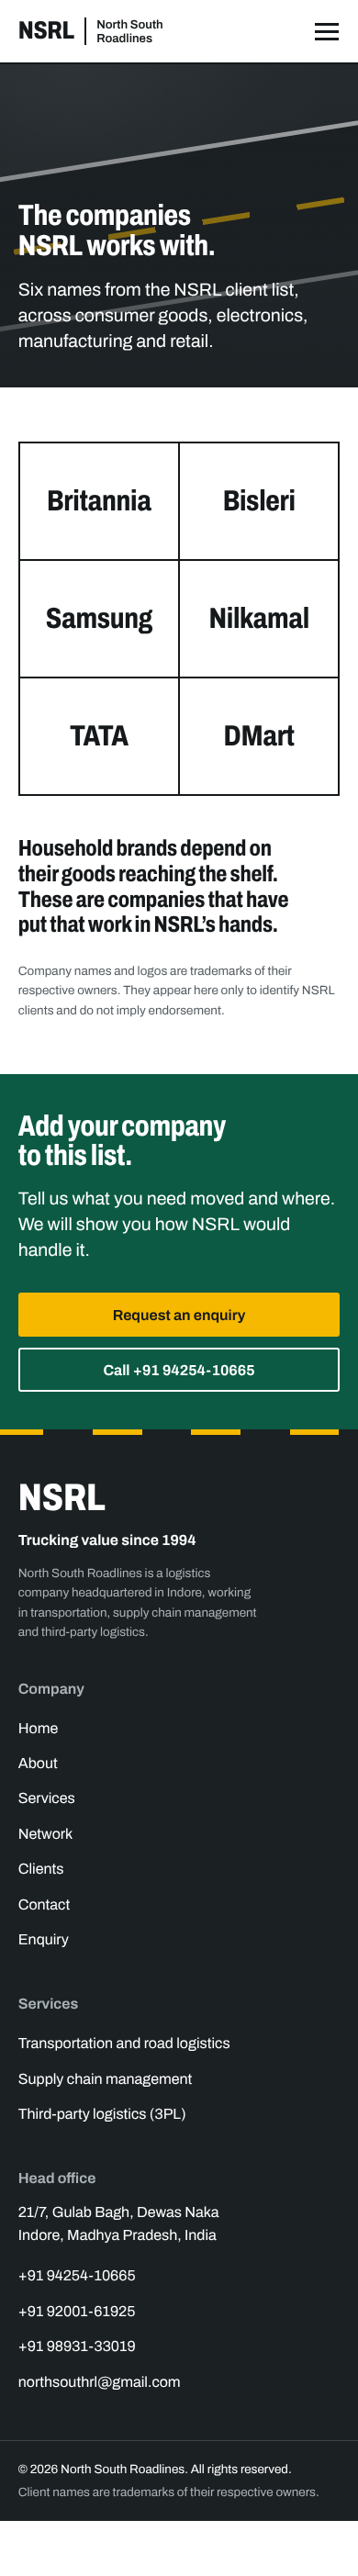 NSRL
North South
Roadlines
The companies
NSRL works with.
Six names from the NSRL client list,
across consumer goods, electronics,
manufacturing and retail.
Britannia
Bisleri
Samsung
Nilkamal
TATA
DMart
Household brands depend on
their goods reaching the shelf.
These are companies that have
put that work in NSRL’s hands.
Company names and logos are trademarks of their
respective owners. They appear here only to identify NSRL
clients and do not imply endorsement.
Add your company
to this list.
Tell us what you need moved and where.
We will show you how NSRL would
handle it.
Request an enquiry
Call +91 94254-10665
NSRL
Trucking value since 1994
North South Roadlines is a logistics
company headquartered in Indore, working
in transportation, supply chain management
and third-party logistics.
Company
Home
About
Services
Network
Clients
Contact
Enquiry
Services
Transportation and road logistics
Supply chain management
Third-party logistics (3PL)
Head office
21/7, Gulab Bagh, Dewas Naka
Indore, Madhya Pradesh, India
+91 94254-10665
+91 92001-61925
+91 98931-33019
northsouthrl@gmail.com
© 2026 North South Roadlines. All rights reserved.
Client names are trademarks of their respective owners.